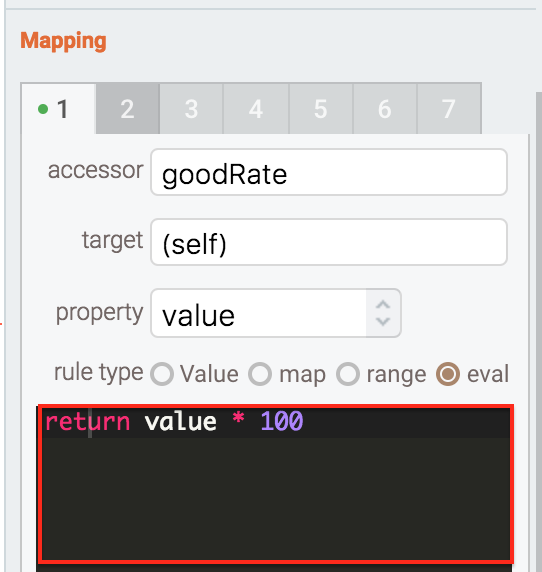 Mapping
1 2 3 4 5 6 7
accessor goodRate
target (self)
property value
rule type Value map range eval
return value * 100